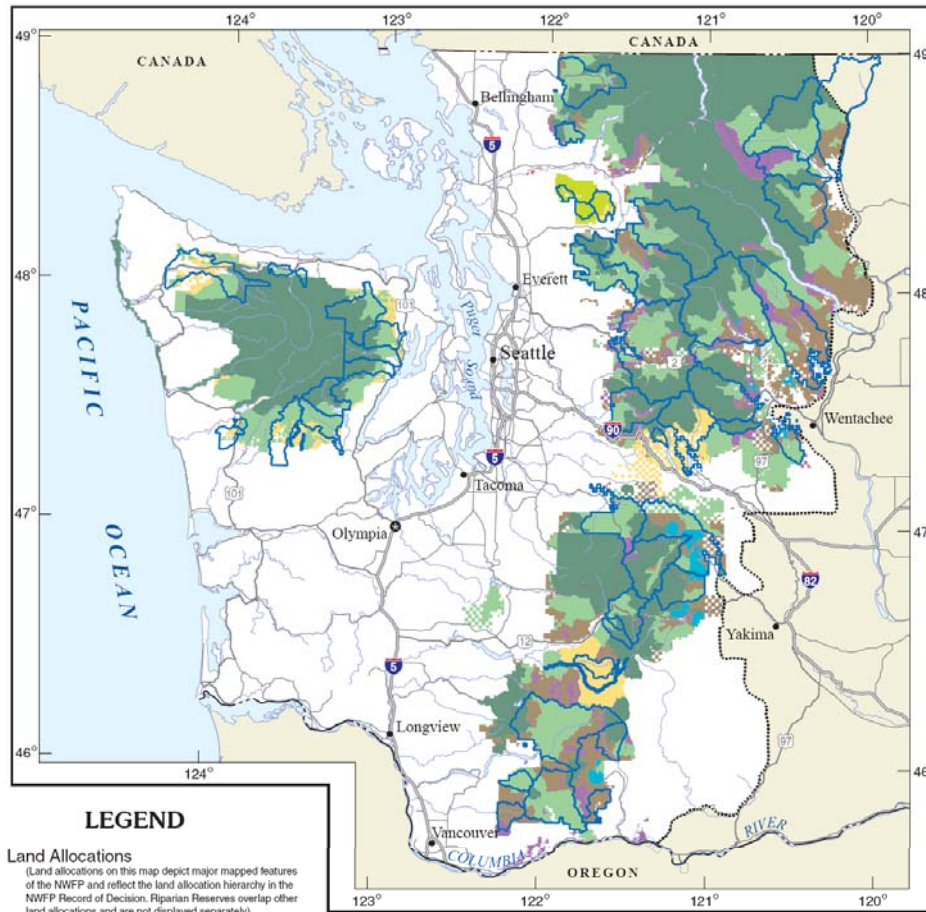 124°
123°
122°
121°
120°
49°
CANADA
CANADA
49
Bellingham
5
48°
101
Everett
48
Puget
Sound
Seattle
2
PACIFIC
OCEAN
90
Wentachee
97
5
Tacoma
101
47°
Olympia
47
82
Yakima
12
5
46°
Longview
97
46
124°
LEGEND
Vancouver
COLUMBIA
RIVER
OREGON
Land Allocations
(Land allocations on this map depict major mapped features
of the NWFP and reflect the land allocation hierarchy in the
NWFP Record of Decision. Riparian Reserves overlap other
land allocations and are not displayed separately)
123°
122°
121°
120°